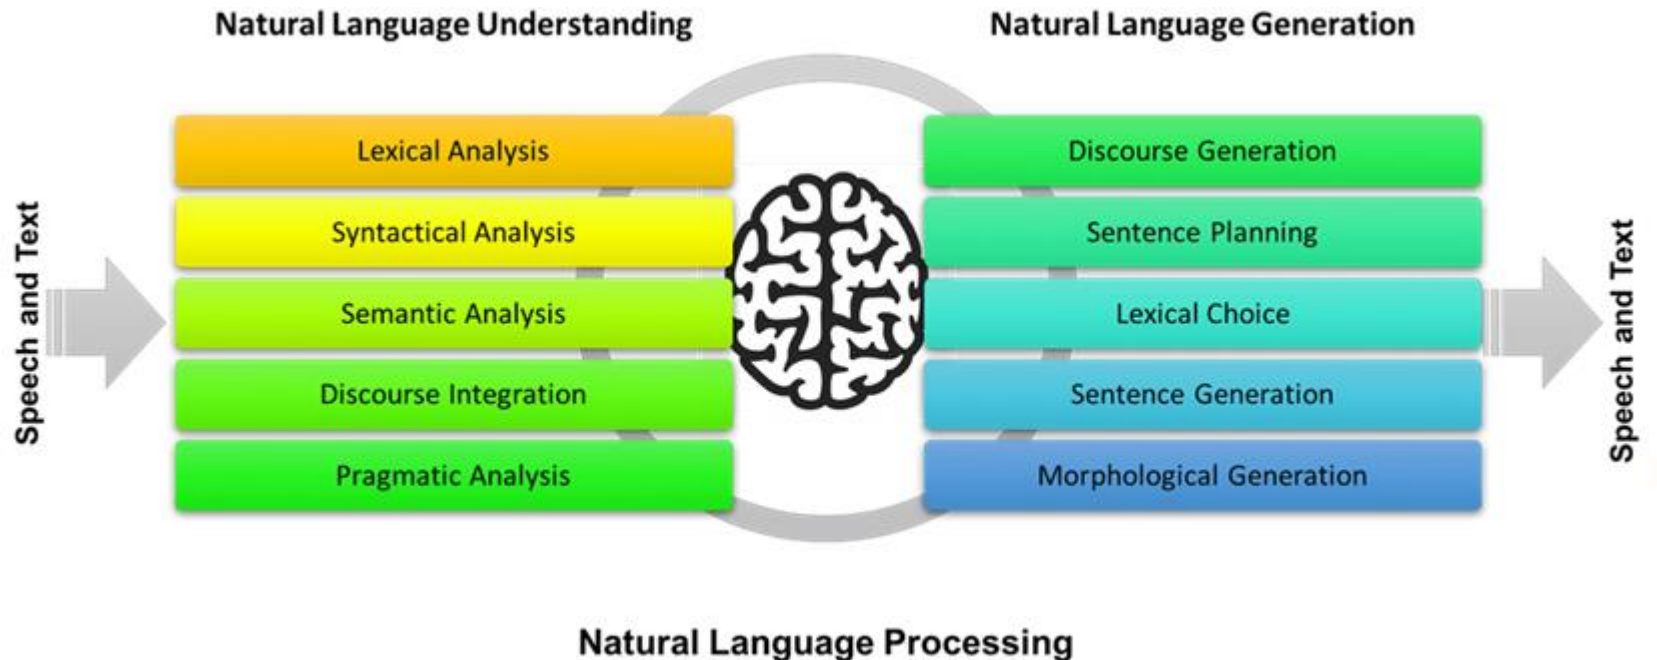 Natural Language Understanding
Natural Language Generation
Speech and Text
Lexical Analysis
Syntactical Analysis
Semantic Analysis
Discourse Integration
Pragmatic Analysis
Discourse Generation
Sentence Planning
Lexical Choice
Sentence Generation
Morphological Generation
Speech and Text
Natural Language Processing